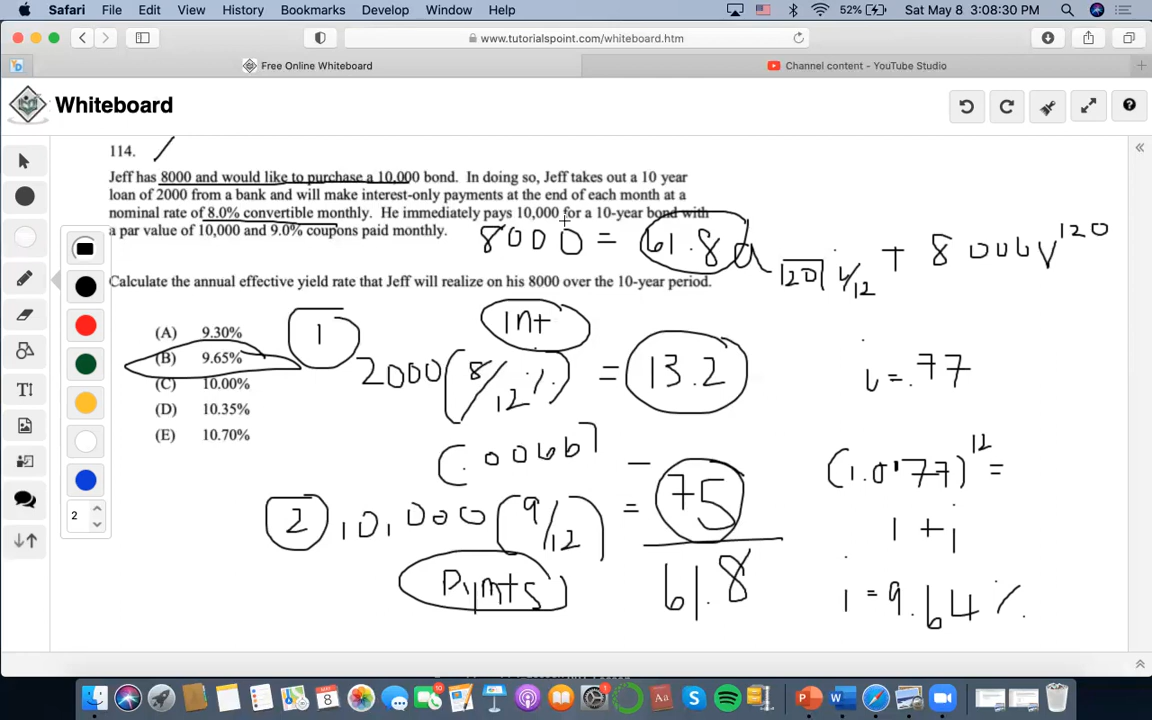 Safari File Edit View History Bookmarks Develop Window Help 52% Sat May 8 3:08:30 PM
www.tutorialspoint.com/whiteboard.htm
Free Online Whiteboard Channel content - YouTube Studio
Whiteboard
114.
Jeff has 8000 and would like to purchase a 10,000 bond. In doing so, Jeff takes out a 10 year
loan of 2000 from a bank and will make interest-only payments at the end of each month at a
nominal rate of 8.0% convertible monthly. He immediately pays 10,000 for a 10-year bond with
a par value of 10,000 and 9.0% coupons paid monthly.
8000 = 61.8 a 120 i/12 + 8000 v^120
Calculate the annual effective yield rate that Jeff will realize on his 8000 over the 10-year period.
(A) 9.30%
(B) 9.65%
(C) 10.00%
(D) 10.35%
(E) 10.70%
1 Int
2000 (8/12 %) = 13.2
i = .77
(.00667)
(1.0077)^12 =
2 10,000 (9/12) = - 75
1 + i
Pymts 61.8
i = 9.64 %
2